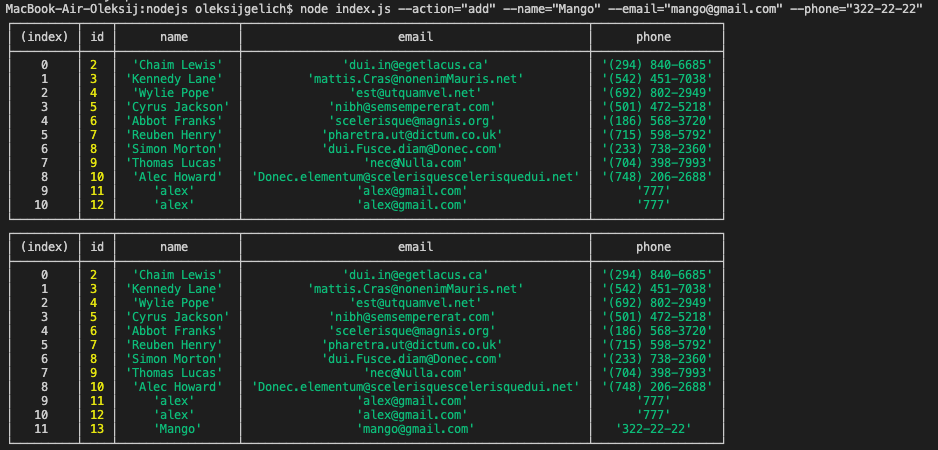 MacBook-Air-Oleksij:nodejs oleksijgelich$ node index.js --action="add" --name="Mango" --email="mango@gmail.com" --phone="322-22-22"
(index) id name email phone
0 2 'Chaim Lewis' 'dui.in@egetlacus.ca' '(294) 840-6685'
1 3 'Kennedy Lane' 'mattis.Cras@nonenimMauris.net' '(542) 451-7038'
2 4 'Wylie Pope' 'est@utquamvel.net' '(692) 802-2949'
3 5 'Cyrus Jackson' 'nibh@semsempererat.com' '(501) 472-5218'
4 6 'Abbot Franks' 'scelerisque@magnis.org' '(186) 568-3720'
5 7 'Reuben Henry' 'pharetra.ut@dictum.co.uk' '(715) 598-5792'
6 8 'Simon Morton' 'dui.Fusce.diam@Donec.com' '(233) 738-2360'
7 9 'Thomas Lucas' 'nec@Nulla.com' '(704) 398-7993'
8 10 'Alec Howard' 'Donec.elementum@scelerisquescelerisquedui.net' '(748) 206-2688'
9 11 'alex' 'alex@gmail.com' '777'
10 12 'alex' 'alex@gmail.com' '777'
(index) id name email phone
0 2 'Chaim Lewis' 'dui.in@egetlacus.ca' '(294) 840-6685'
1 3 'Kennedy Lane' 'mattis.Cras@nonenimMauris.net' '(542) 451-7038'
2 4 'Wylie Pope' 'est@utquamvel.net' '(692) 802-2949'
3 5 'Cyrus Jackson' 'nibh@semsempererat.com' '(501) 472-5218'
4 6 'Abbot Franks' 'scelerisque@magnis.org' '(186) 568-3720'
5 7 'Reuben Henry' 'pharetra.ut@dictum.co.uk' '(715) 598-5792'
6 8 'Simon Morton' 'dui.Fusce.diam@Donec.com' '(233) 738-2360'
7 9 'Thomas Lucas' 'nec@Nulla.com' '(704) 398-7993'
8 10 'Alec Howard' 'Donec.elementum@scelerisquescelerisquedui.net' '(748) 206-2688'
9 11 'alex' 'alex@gmail.com' '777'
10 12 'alex' 'alex@gmail.com' '777'
11 13 'Mango' 'mango@gmail.com' '322-22-22'